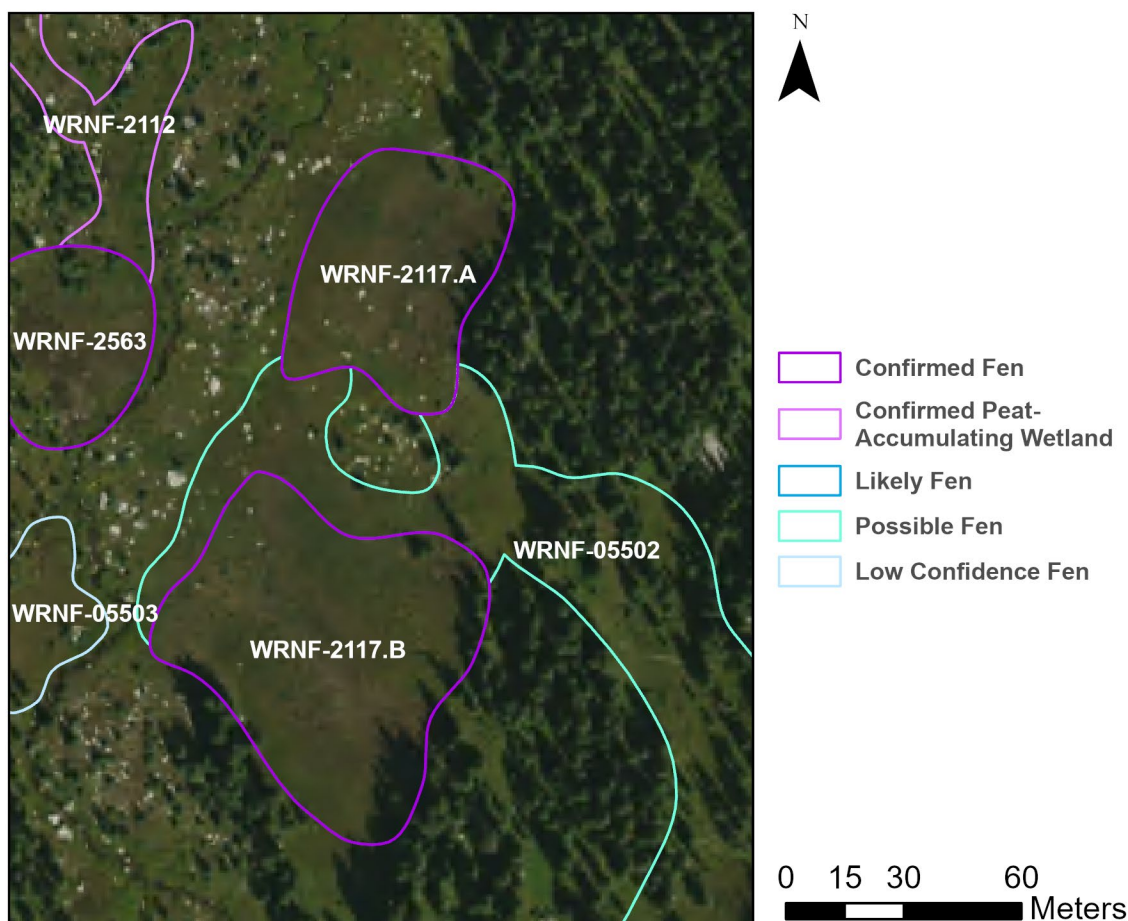 N
WRNF-2112
WRNF-2117.A
WRNF-2563
Confirmed Fen
Confirmed Peat-
Accumulating Wetland
Likely Fen
Possible Fen
WRNF-05502
Low Confidence Fen
WRNF-05503
WRNF-2117.B
0 15 30 60
Meters